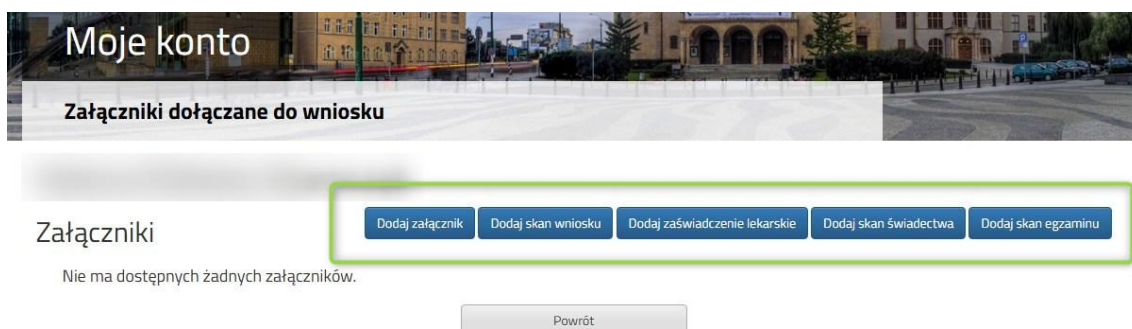 Moje konto
Załączniki dołączane do wniosku
Załączniki
Dodaj załącznik Dodaj skan wniosku Dodaj zaświadczenie lekarskie Dodaj skan świadectwa Dodaj skan egzaminu
Nie ma dostępnych żadnych załączników.
Powrót